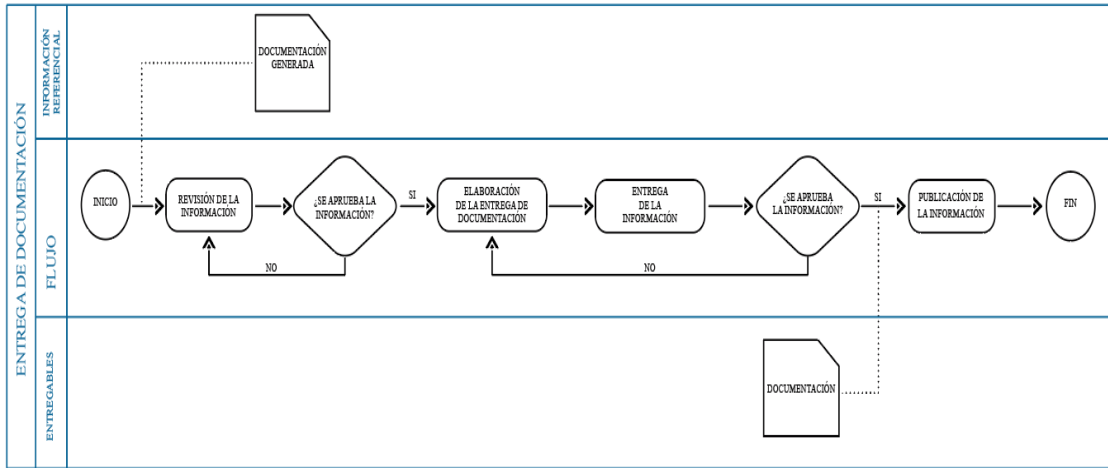 ENTREGA DE DOCUMENTACIÓN
INFORMACIÓN
REFERENCIAL
DOCUMENTACIÓN
GENERADA
FLUJO
INICIO
REVISIÓN DE LA
INFORMACIÓN
¿SE APRUEBA LA
INFORMACIÓN?
SI
NO
ELABORACIÓN
DE LA ENTREGA DE
DOCUMENTACIÓN
ENTREGA
DE LA
INFORMACIÓN
¿SE APRUEBA
LA INFORMACIÓN?
SI
NO
PUBLICACIÓN DE
LA INFORMACIÓN
FIN
ENTREGABLES
DOCUMENTACIÓN